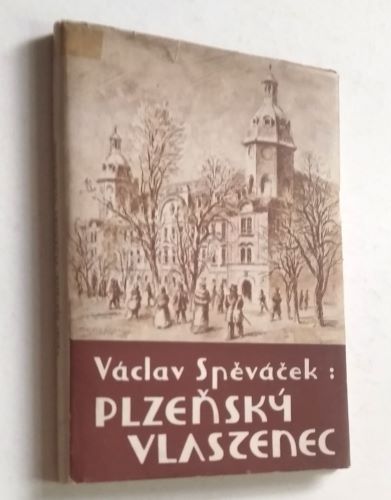 Václav Spěváček:
PLZEŇSKÝ
VLASTENEC